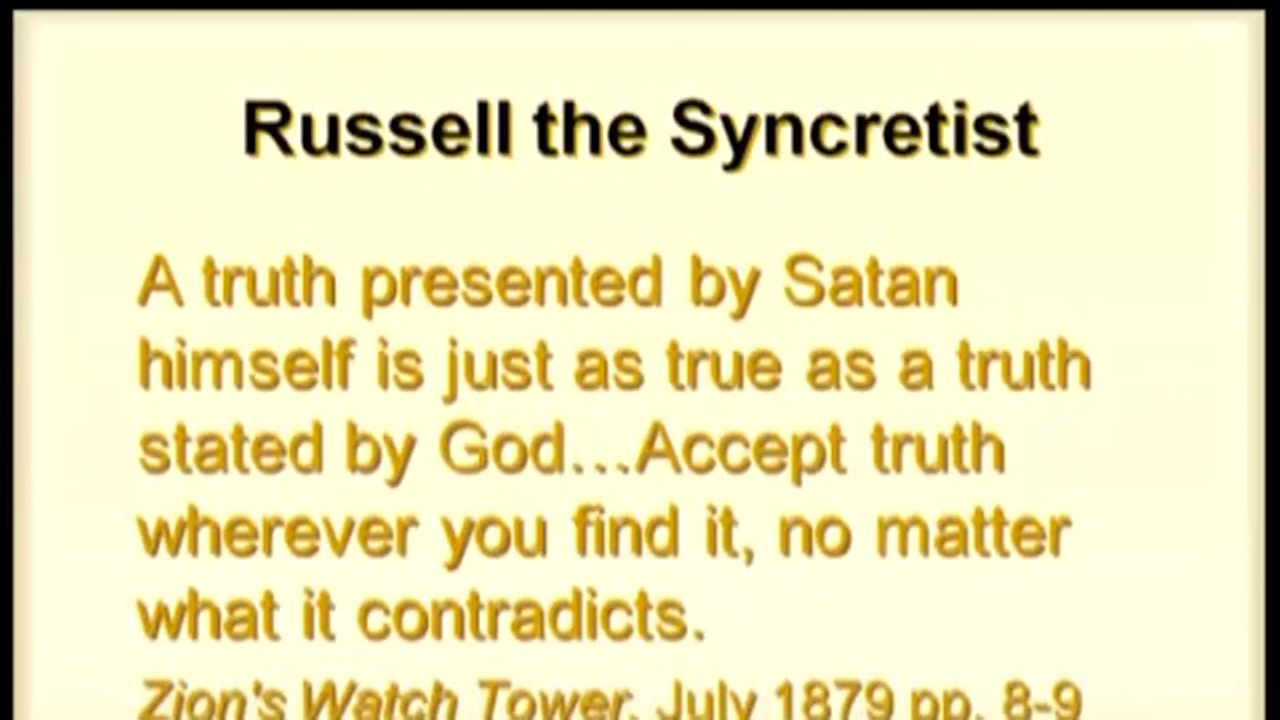 Russell the Syncretist
A truth presented by Satan
himself is just as true as a truth
stated by God...Accept truth
wherever you find it, no matter
what it contradicts.
Zion's Watch Tower, July 1879 pp. 8-9